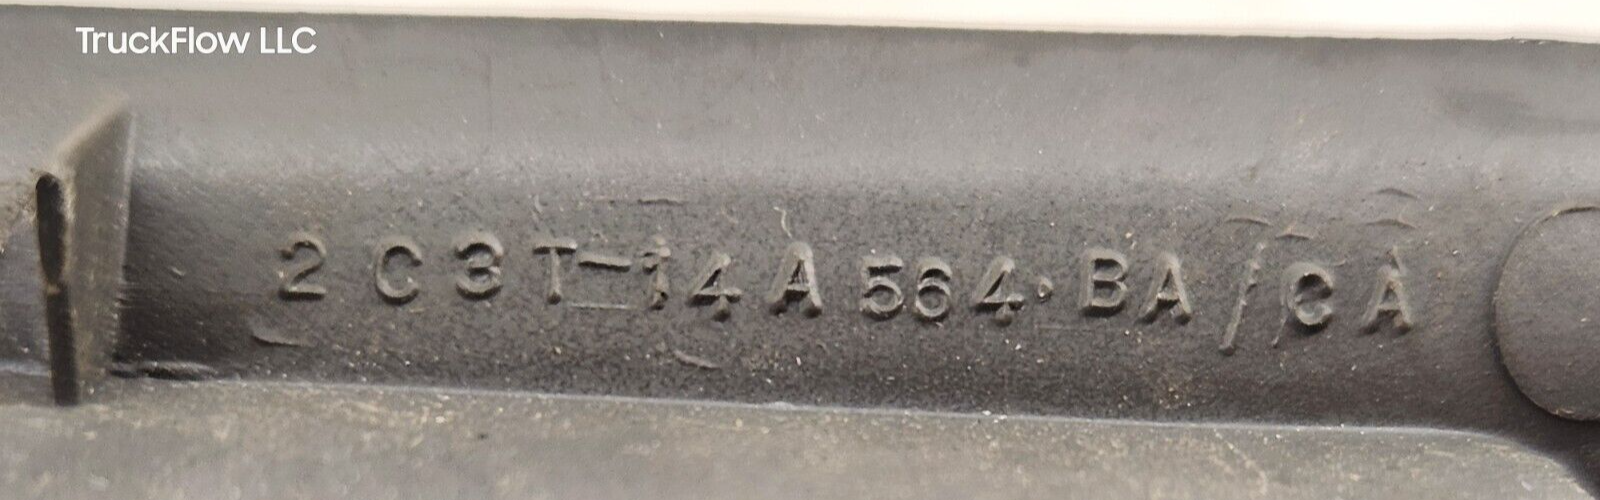 TruckFlow LLC
2C3T-14A564·BA/CA